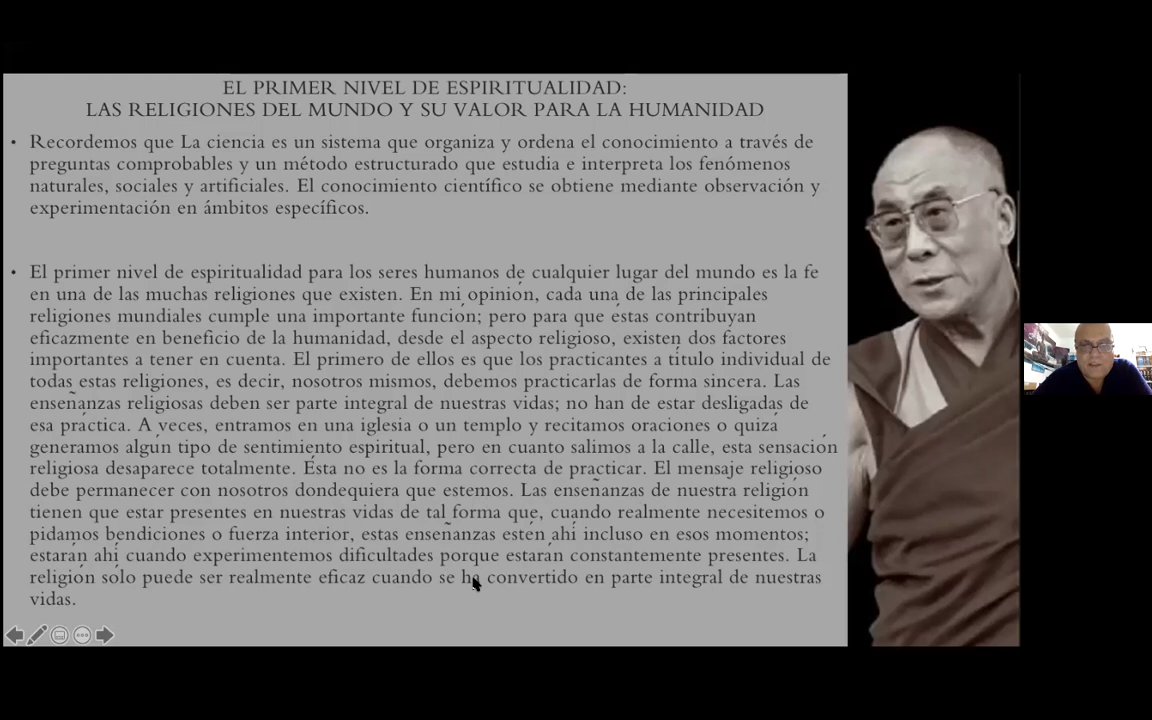 EL PRIMER NIVEL DE ESPIRITUALIDAD:
LAS RELIGIONES DEL MUNDO Y SU VALOR PARA LA HUMANIDAD
• Recordemos que La ciencia es un sistema que organiza y ordena el conocimiento a través de
preguntas comprobables y un método estructurado que estudia e interpreta los fenómenos
naturales, sociales y artificiales. El conocimiento científico se obtiene mediante observación y
experimentación en ámbitos específicos.
• El primer nivel de espiritualidad para los seres humanos de cualquier lugar del mundo es la fe
en una de las muchas religiones que existen. En mi opinión, cada una de las principales
religiones mundiales cumple una importante función; pero para que éstas contribuyan
eficazmente en beneficio de la humanidad, desde el aspecto religioso, existen dos factores
importantes a tener en cuenta. El primero de ellos es que los practicantes a título individual de
todas estas religiones, es decir, nosotros mismos, debemos practicarlas de forma sincera. Las
enseñanzas religiosas deben ser parte integral de nuestras vidas; no han de estar desligadas de
esa práctica. A veces, entramos en una iglesia o un templo y recitamos oraciones o quizá
generamos algún tipo de sentimiento espiritual, pero en cuanto salimos a la calle, esta sensación
religiosa desaparece totalmente. Ésta no es la forma correcta de practicar. El mensaje religioso
debe permanecer con nosotros dondequiera que estemos. Las enseñanzas de nuestra religión
tienen que estar presentes en nuestras vidas de tal forma que, cuando realmente necesitemos o
pidamos bendiciones o fuerza interior, estas enseñanzas estén ahí incluso en esos momentos;
estarán ahí cuando experimentemos dificultades porque estarán constantemente presentes. La
religión sólo puede ser realmente eficaz cuando se ha convertido en parte integral de nuestras
vidas.